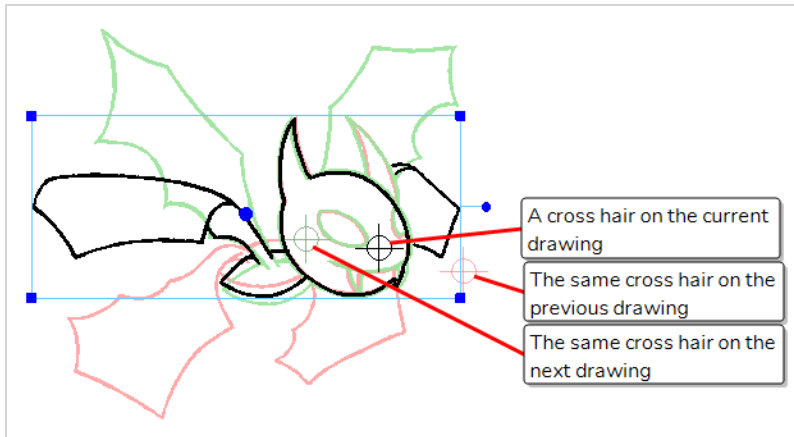 A cross hair on the current
drawing
The same cross hair on the
previous drawing
The same cross hair on the
next drawing